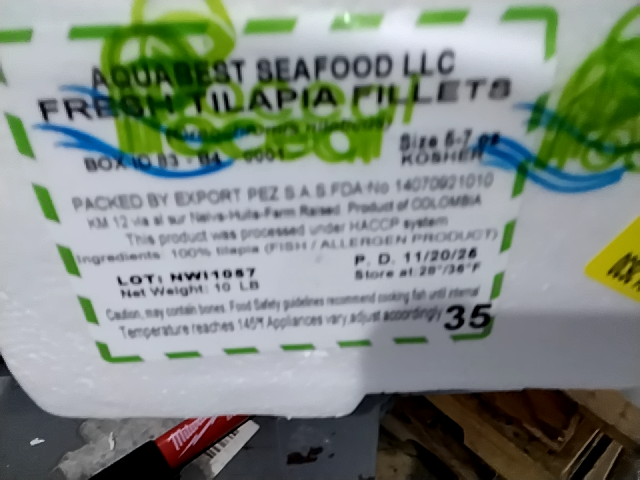 AQUABEST SEAFOOD LLC
FRESH TILAPIA FILLETS
Size 5-7 oz
KOSHER
BOX ID 83 - B4 - 0001
PACKED BY EXPORT PEZ S.A.S FDA No 14070921010
KM 12 via al sur Neiva-Huila-Farm Raised. Product of COLOMBIA
This product was processed under HACCP system
Ingredients: 100% tilapia (FISH / ALLERGEN PRODUCT)
P. D. 11/20/25
LOT: NWI1057
Store at 28°/36°F
Net Weight: 10 LB
Caution, may contain bones. Food Safety guidelines recommend cooking fish until internal
Temperature reaches 145°F Appliances vary, adjust accordingly
35
ocean
Milwaukee